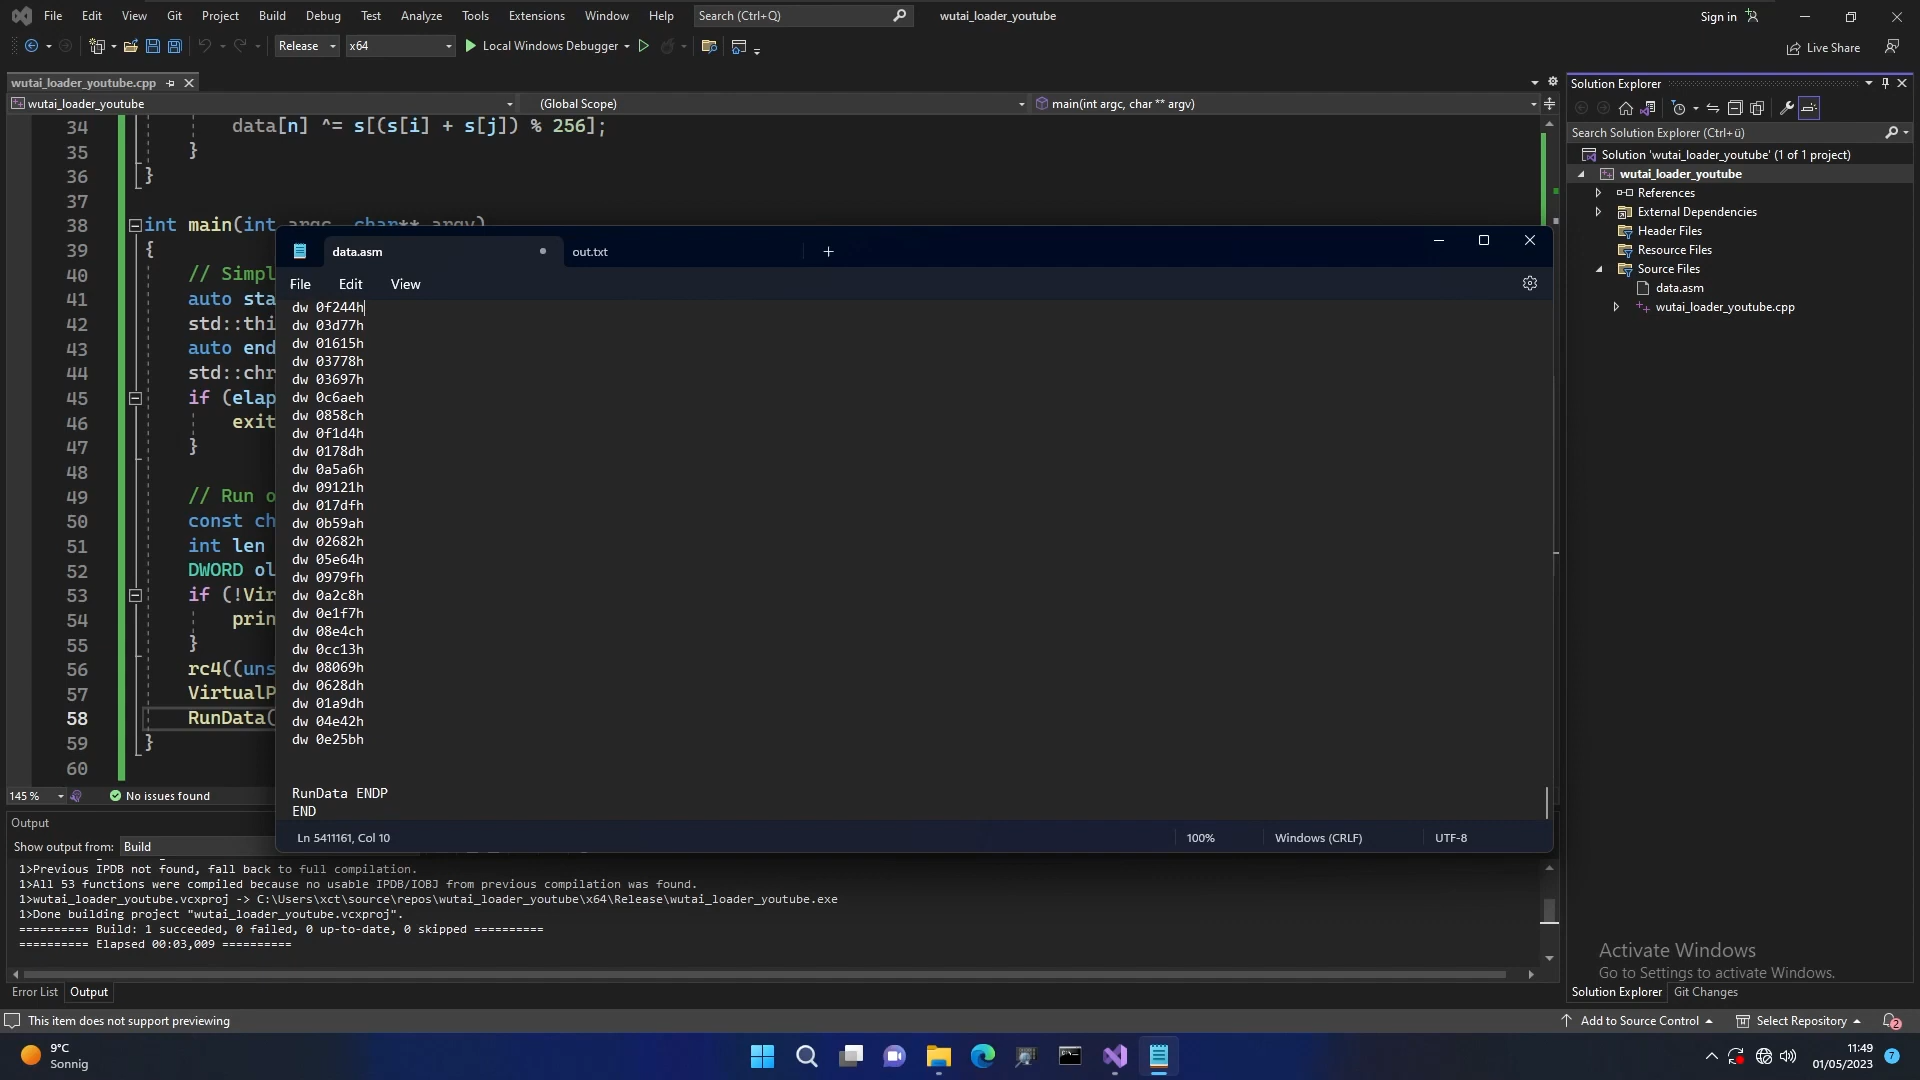 File Edit View Git Project Build Debug Test Analyze Tools Extensions Window Help Search (Ctrl+Q) wutai_loader_youtube Sign in
Release x64 Local Windows Debugger Live Share
wutai_loader_youtube.cpp
wutai_loader_youtube (Global Scope) main(int argc, char ** argv)
34 data[n] ^= s[(s[i] + s[j]) % 256];
35 }
36 }
37
38 int main(int argc, char** argv)
39 {
40 // Simpl
41 auto sta
42 std::thi
43 auto end
44 std::chr
45 if (elap
46 exit
47 }
48
49 // Run o
50 const ch
51 int len
52 DWORD ol
53 if (!Vir
54 prin
55 }
56 rc4((uns
57 VirtualP
58 RunData(
59 }
60
145 % No issues found
data.asm out.txt
File Edit View
dw 0f244h
dw 03d77h
dw 01615h
dw 03778h
dw 03697h
dw 0c6aeh
dw 0858ch
dw 0f1d4h
dw 0178dh
dw 0a5a6h
dw 09121h
dw 017dfh
dw 0b59ah
dw 02682h
dw 05e64h
dw 0979fh
dw 0a2c8h
dw 0e1f7h
dw 08e4ch
dw 0cc13h
dw 08069h
dw 0628dh
dw 01a9dh
dw 04e42h
dw 0e25bh
RunData ENDP
END
Ln 5411161, Col 10 100% Windows (CRLF) UTF-8
Solution Explorer
Search Solution Explorer (Ctrl+ü)
Solution 'wutai_loader_youtube' (1 of 1 project)
wutai_loader_youtube
References
External Dependencies
Header Files
Resource Files
Source Files
data.asm
wutai_loader_youtube.cpp
Output
Show output from: Build
1>Previous IPDB not found, fall back to full compilation.
1>All 53 functions were compiled because no usable IPDB/IOBJ from previous compilation was found.
1>wutai_loader_youtube.vcxproj -> C:\Users\xct\source\repos\wutai_loader_youtube\x64\Release\wutai_loader_youtube.exe
1>Done building project "wutai_loader_youtube.vcxproj".
========== Build: 1 succeeded, 0 failed, 0 up-to-date, 0 skipped ==========
========== Elapsed 00:03,009 ==========
Error List Output
Activate Windows
Go to Settings to activate Windows.
Solution Explorer Git Changes
This item does not support previewing Add to Source Control Select Repository 2
9°C
Sonnig
11:49
01/05/2023
7